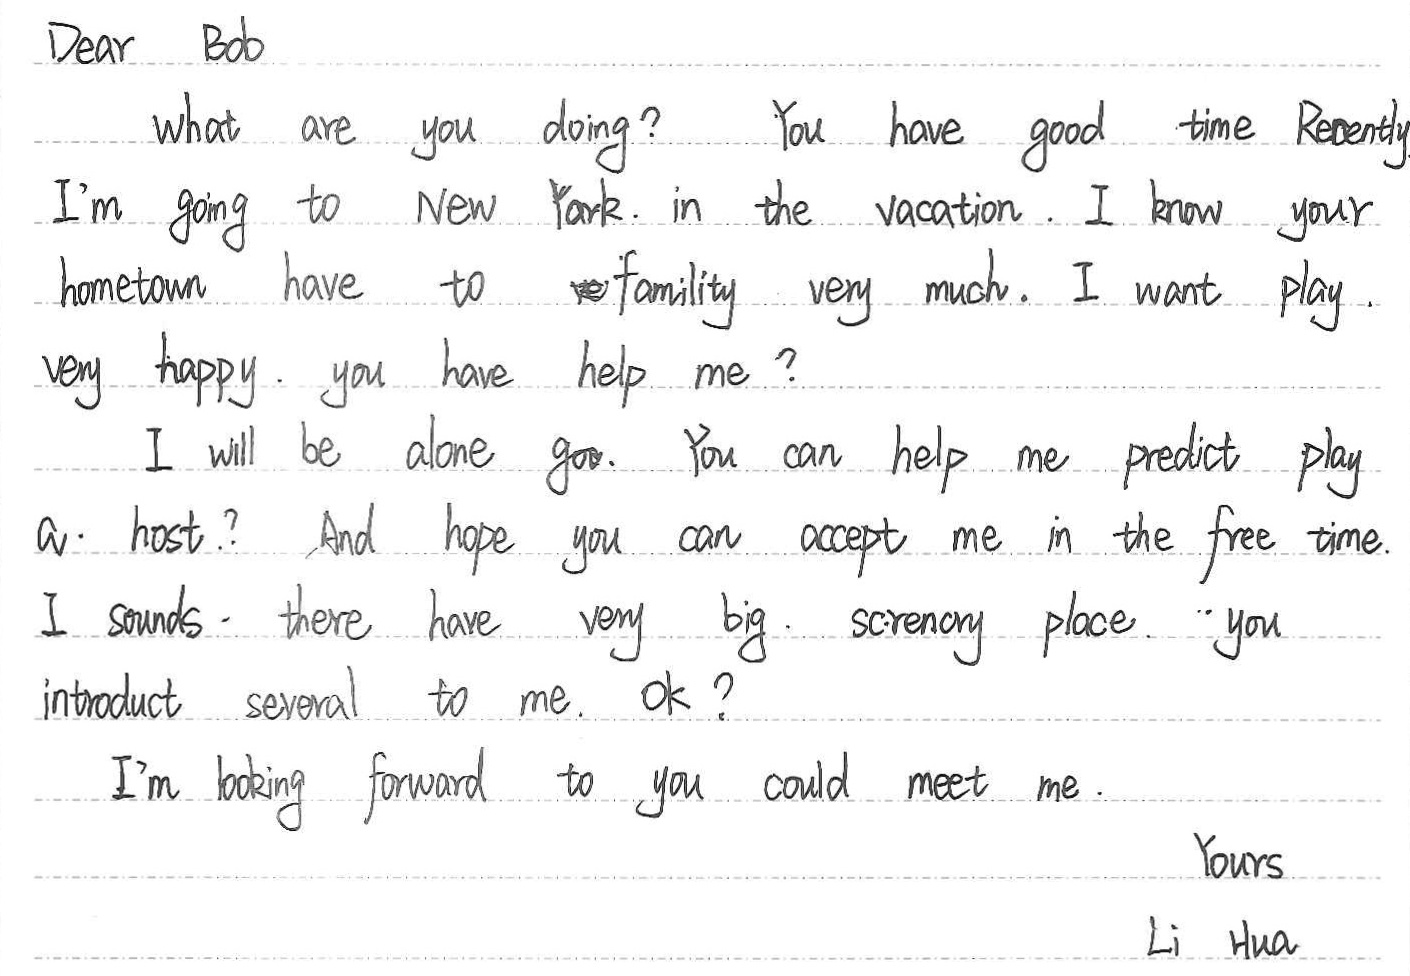 Dear Bob
what are you doing? You have good time Recently
I'm going to New York. in the vacation. I know your
hometown have to famility very much. I want play.
very happy. you have help me?
I will be alone goo. You can help me predict play
a. host? And hope you can accept me in the free time.
I sounds. there have very big. screnory place. you
introduct several to me. Ok?
I'm looking forward to you could meet me.
Yours
Li Hua